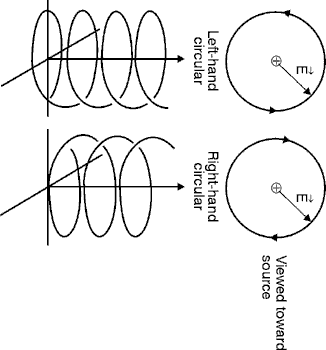 E⃗
E⃗
Viewed toward
source
Left-hand
circular
Right-hand
circular